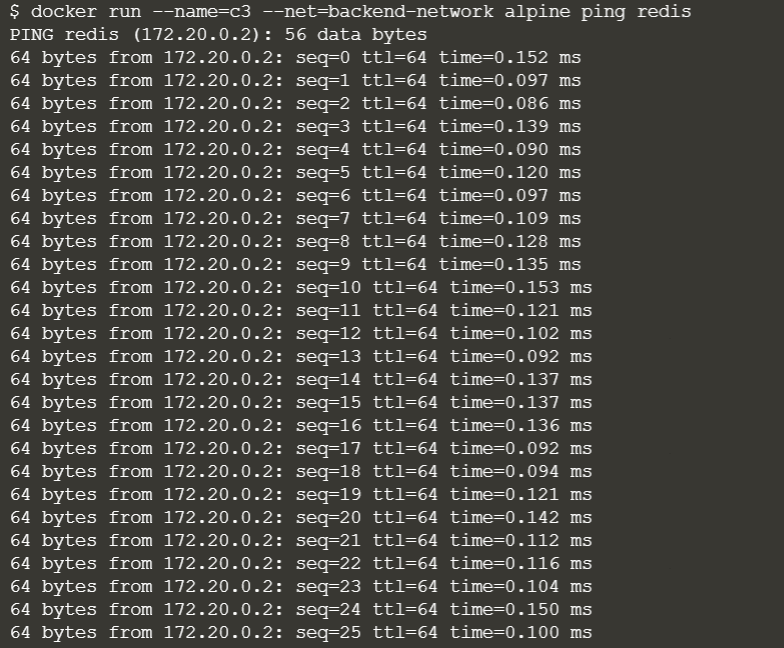 $ docker run --name=c3 --net=backend-network alpine ping redis
PING redis (172.20.0.2): 56 data bytes
64 bytes from 172.20.0.2: seq=0 ttl=64 time=0.152 ms
64 bytes from 172.20.0.2: seq=1 ttl=64 time=0.097 ms
64 bytes from 172.20.0.2: seq=2 ttl=64 time=0.086 ms
64 bytes from 172.20.0.2: seq=3 ttl=64 time=0.139 ms
64 bytes from 172.20.0.2: seq=4 ttl=64 time=0.090 ms
64 bytes from 172.20.0.2: seq=5 ttl=64 time=0.120 ms
64 bytes from 172.20.0.2: seq=6 ttl=64 time=0.097 ms
64 bytes from 172.20.0.2: seq=7 ttl=64 time=0.109 ms
64 bytes from 172.20.0.2: seq=8 ttl=64 time=0.128 ms
64 bytes from 172.20.0.2: seq=9 ttl=64 time=0.135 ms
64 bytes from 172.20.0.2: seq=10 ttl=64 time=0.153 ms
64 bytes from 172.20.0.2: seq=11 ttl=64 time=0.121 ms
64 bytes from 172.20.0.2: seq=12 ttl=64 time=0.102 ms
64 bytes from 172.20.0.2: seq=13 ttl=64 time=0.092 ms
64 bytes from 172.20.0.2: seq=14 ttl=64 time=0.137 ms
64 bytes from 172.20.0.2: seq=15 ttl=64 time=0.137 ms
64 bytes from 172.20.0.2: seq=16 ttl=64 time=0.136 ms
64 bytes from 172.20.0.2: seq=17 ttl=64 time=0.092 ms
64 bytes from 172.20.0.2: seq=18 ttl=64 time=0.094 ms
64 bytes from 172.20.0.2: seq=19 ttl=64 time=0.121 ms
64 bytes from 172.20.0.2: seq=20 ttl=64 time=0.142 ms
64 bytes from 172.20.0.2: seq=21 ttl=64 time=0.112 ms
64 bytes from 172.20.0.2: seq=22 ttl=64 time=0.116 ms
64 bytes from 172.20.0.2: seq=23 ttl=64 time=0.104 ms
64 bytes from 172.20.0.2: seq=24 ttl=64 time=0.150 ms
64 bytes from 172.20.0.2: seq=25 ttl=64 time=0.100 ms